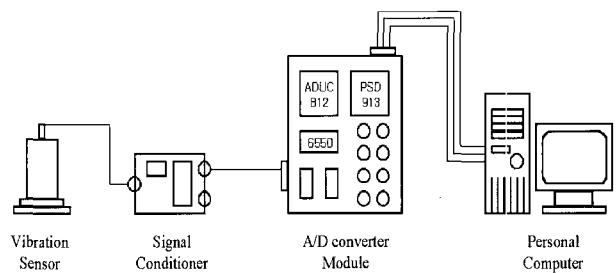 ADUC
812
PSD
913
6550
Vibration
Sensor
Signal
Conditioner
A/D converter
Module
Personal
Computer